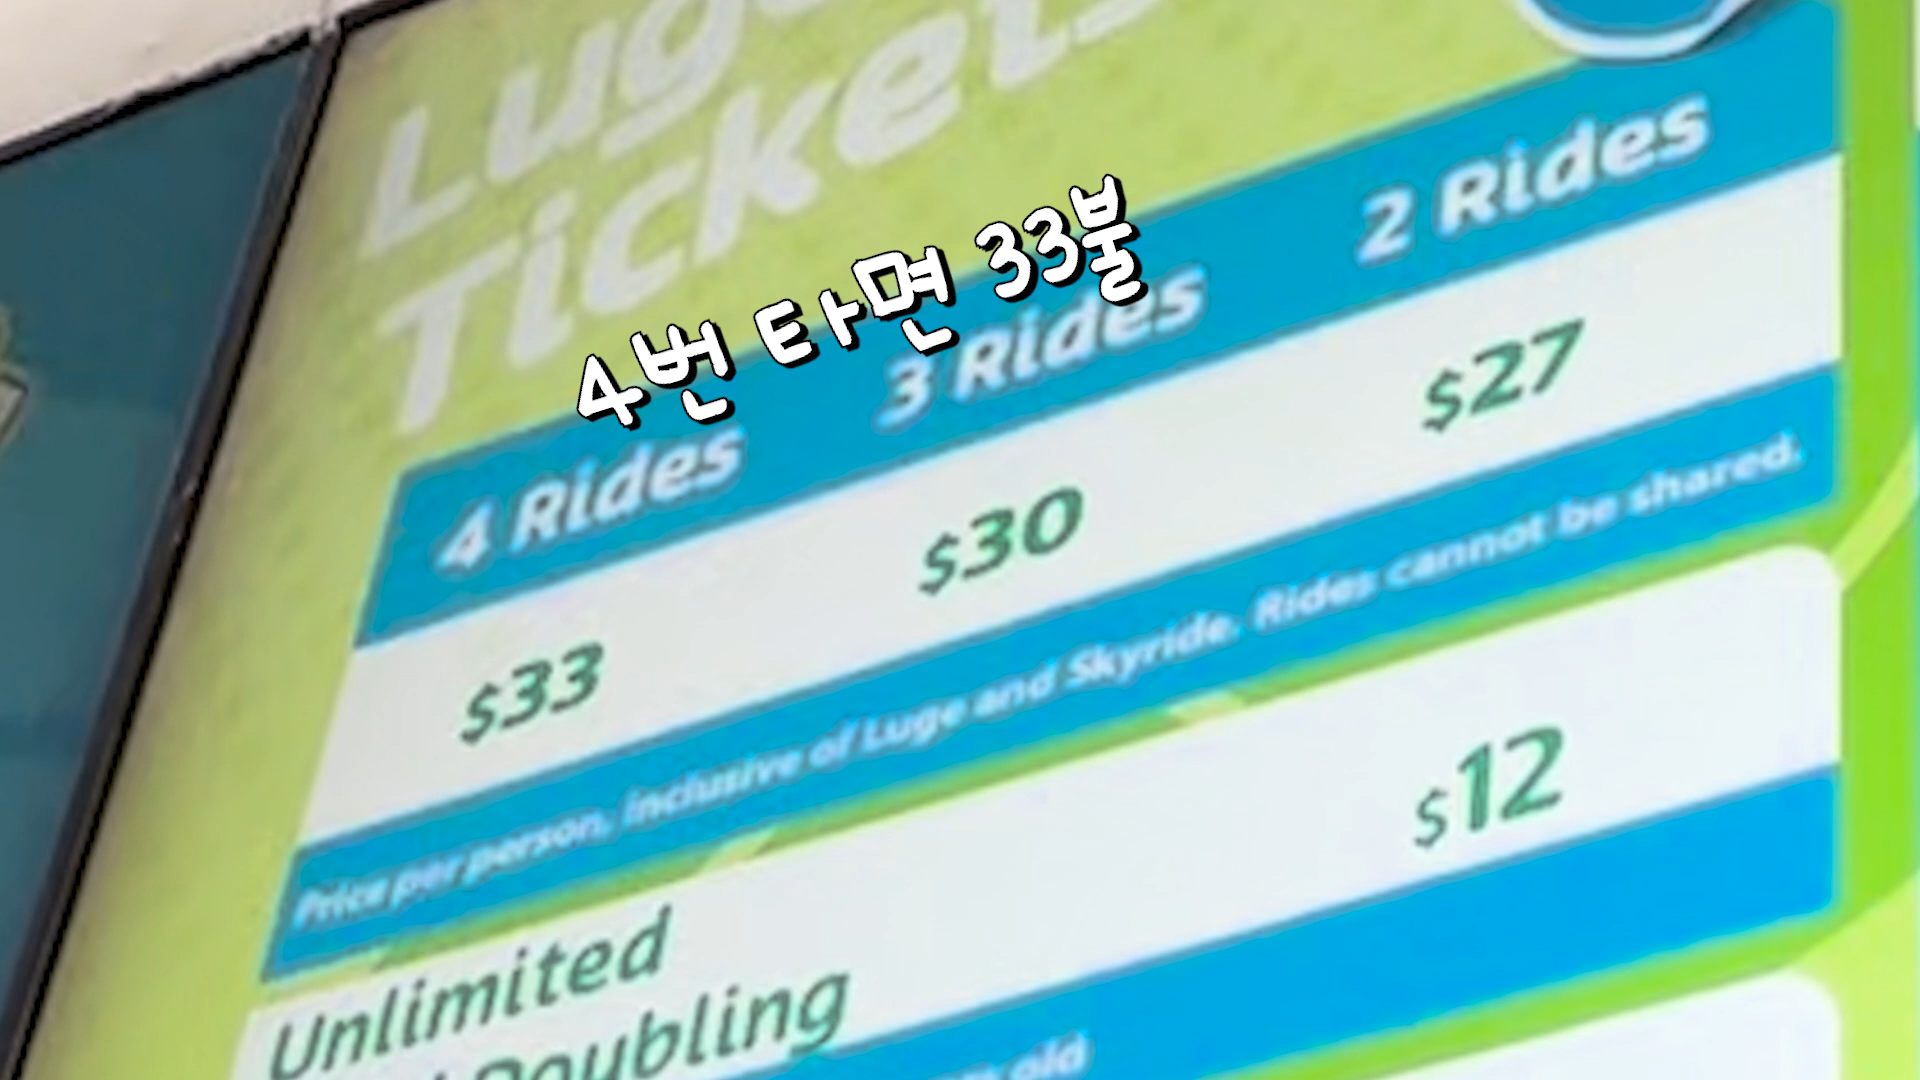 Tickets
4번 타면 33불
4 Rides 3 Rides 2 Rides
$33 $30 $27
Price per person, inclusive of Luge and Skyride. Rides cannot be shared.
Unlimited $12
Doubling
old